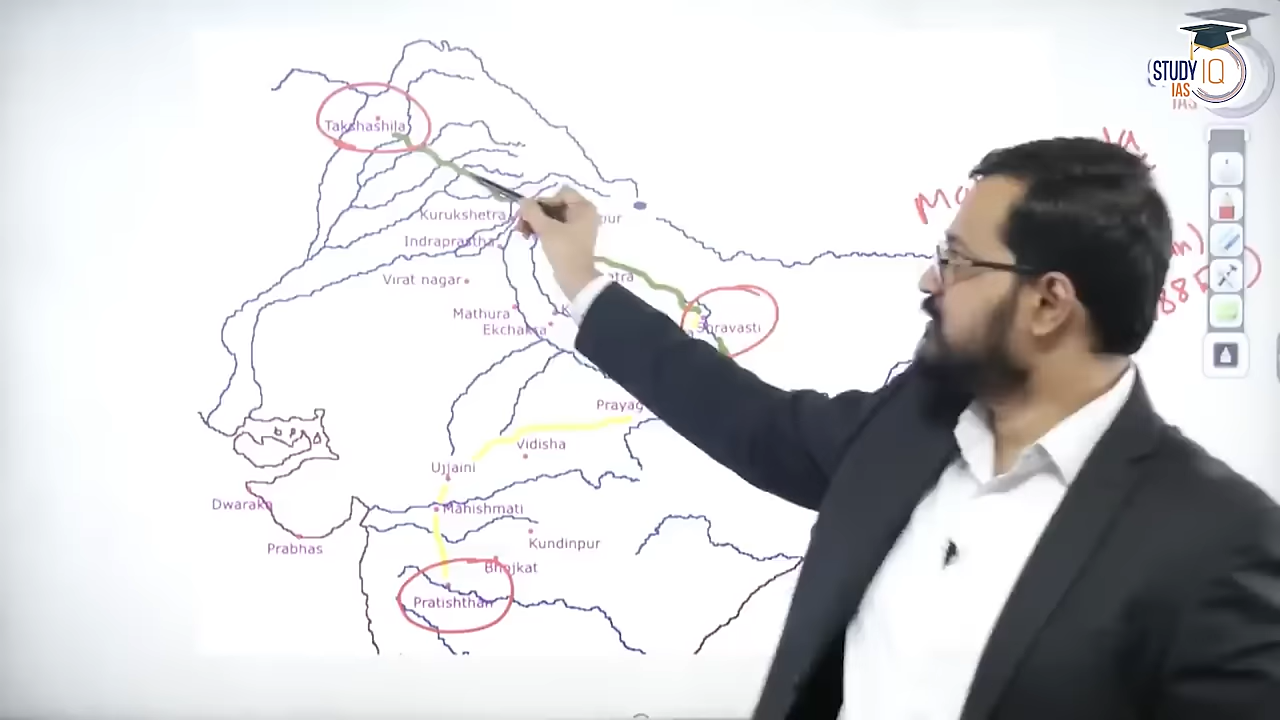 STUDY IQ
IAS
IAS
Takshashila
Kurukshetra
Indraprastha
Virat nagar
Mathura
Ekchakra
Shravasti
Prayag
Vidisha
Ujjaini
Mahishmati
Dwaraka
Prabhas
Kundinpur
Bhojkat
Pratishthan